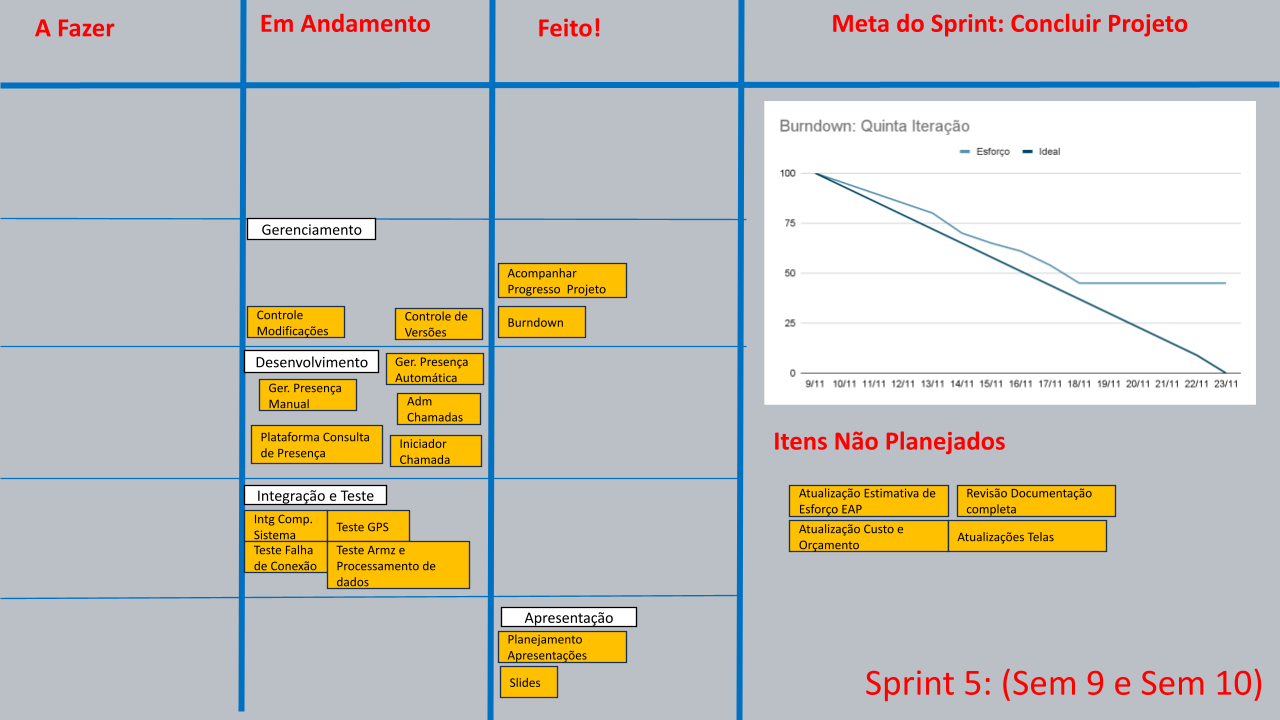 A Fazer
Em Andamento
Feito!
Meta do Sprint: Concluir Projeto
Gerenciamento
Controle
Modificações
Controle de
Versões
Acompanhar
Progresso Projeto
Burndown
Desenvolvimento
Ger. Presença
Automática
Ger. Presença
Manual
Adm
Chamadas
Plataforma Consulta
de Presença
Iniciador
Chamada
Integração e Teste
Intg Comp.
Sistema
Teste GPS
Teste Falha
de Conexão
Teste Armz e
Processamento de
dados
Apresentação
Planejamento
Apresentações
Slides
Burndown: Quinta Iteração
Esforço Ideal
100
75
50
25
0
9/11 10/11 11/11 12/11 13/11 14/11 15/11 16/11 17/11 18/11 19/11 20/11 21/11 22/11 23/11
Itens Não Planejados
Atualização Estimativa de
Esforço EAP
Revisão Documentação
completa
Atualização Custo e
Orçamento
Atualizações Telas
Sprint 5: (Sem 9 e Sem 10)